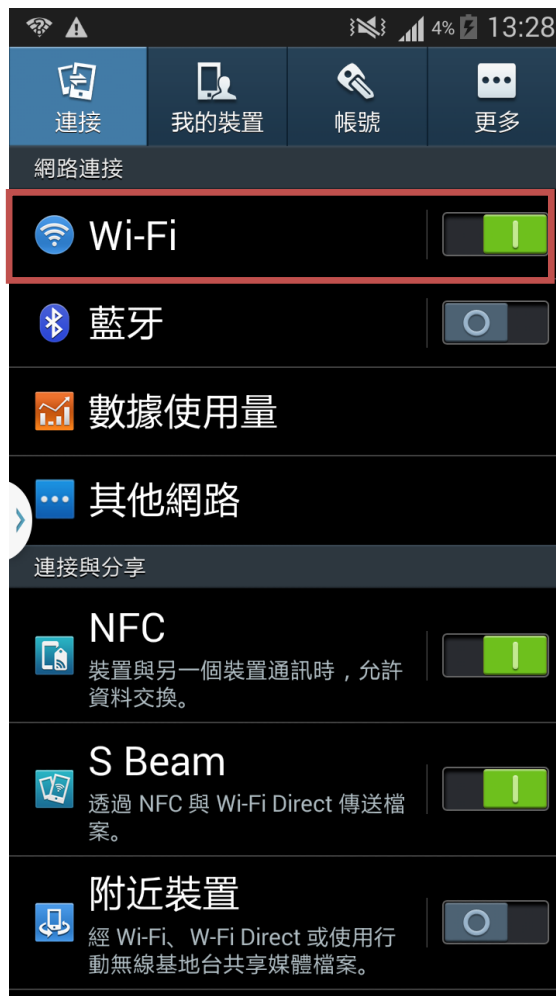 4% 13:28
連接 我的裝置 帳號 更多
網路連接
Wi-Fi
藍牙
數據使用量
其他網路
連接與分享
NFC
裝置與另一個裝置通訊時，允許
資料交換。
S Beam
透過 NFC 與 Wi-Fi Direct 傳送檔
案。
附近裝置
經 Wi-Fi、W-Fi Direct 或使用行
動無線基地台共享媒體檔案。